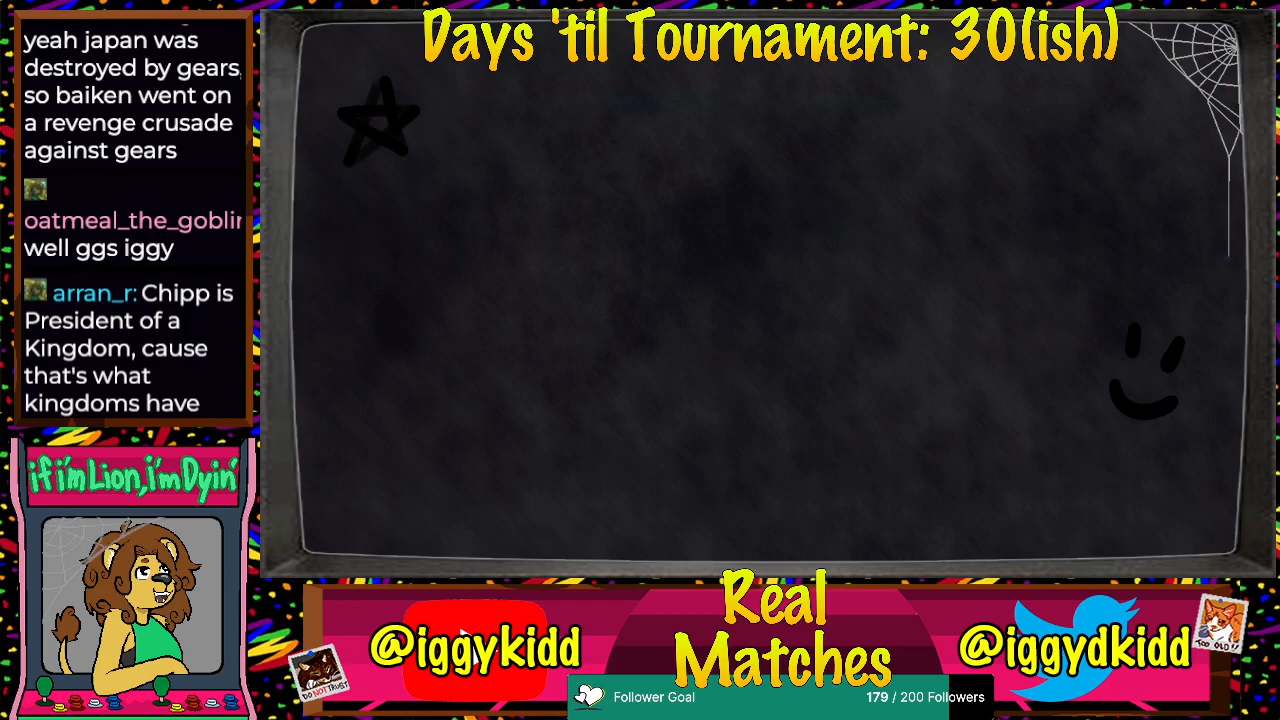 Days 'til Tournament: 30(ish)
yeah japan was
destroyed by gears,
so baiken went on
a revenge crusade
against gears
oatmeal_the_goblin
well ggs iggy
arran_r: Chipp is
President of a
Kingdom, cause
that's what
kingdoms have
if i'm Lion, i'm Dyin'
@iggykidd
Real
Matches
@iggydkidd
DO NOT TRUST
TOO OLD!!
Follower Goal
179 / 200 Followers